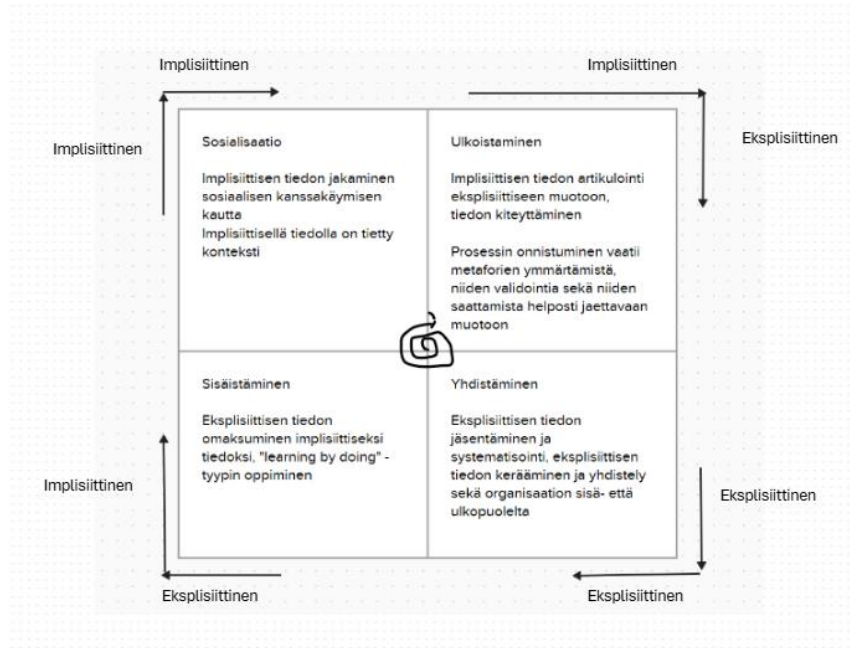 Implisiittinen
Implisiittinen
Implisiittinen
Eksplisiittinen
Sosialisaatio
Implisiittisen tiedon jakaminen
sosiaalisen kanssakäymisen
kautta
Implisiittisellä tiedolla on tietty
konteksti
Ulkoistaminen
Implisiittisen tiedon artikulointi
eksplisiittiseen muotoon,
tiedon kiteyttäminen
Prosessin onnistuminen vaatii
metaforien ymmärtämistä,
niiden validointia sekä niiden
saattamista helposti jaettavaan
muotoon
Sisäistäminen
Eksplisiittisen tiedon
omaksuminen implisiittiseksi
tiedoksi, "learning by doing" -
tyypin oppiminen
Yhdistäminen
Eksplisiittisen tiedon
jäsentäminen ja
systematisointi, eksplisiittisen
tiedon kerääminen ja yhdistely
sekä organisaation sisä- että
ulkopuolelta
Implisiittinen
Eksplisiittinen
Eksplisiittinen
Eksplisiittinen